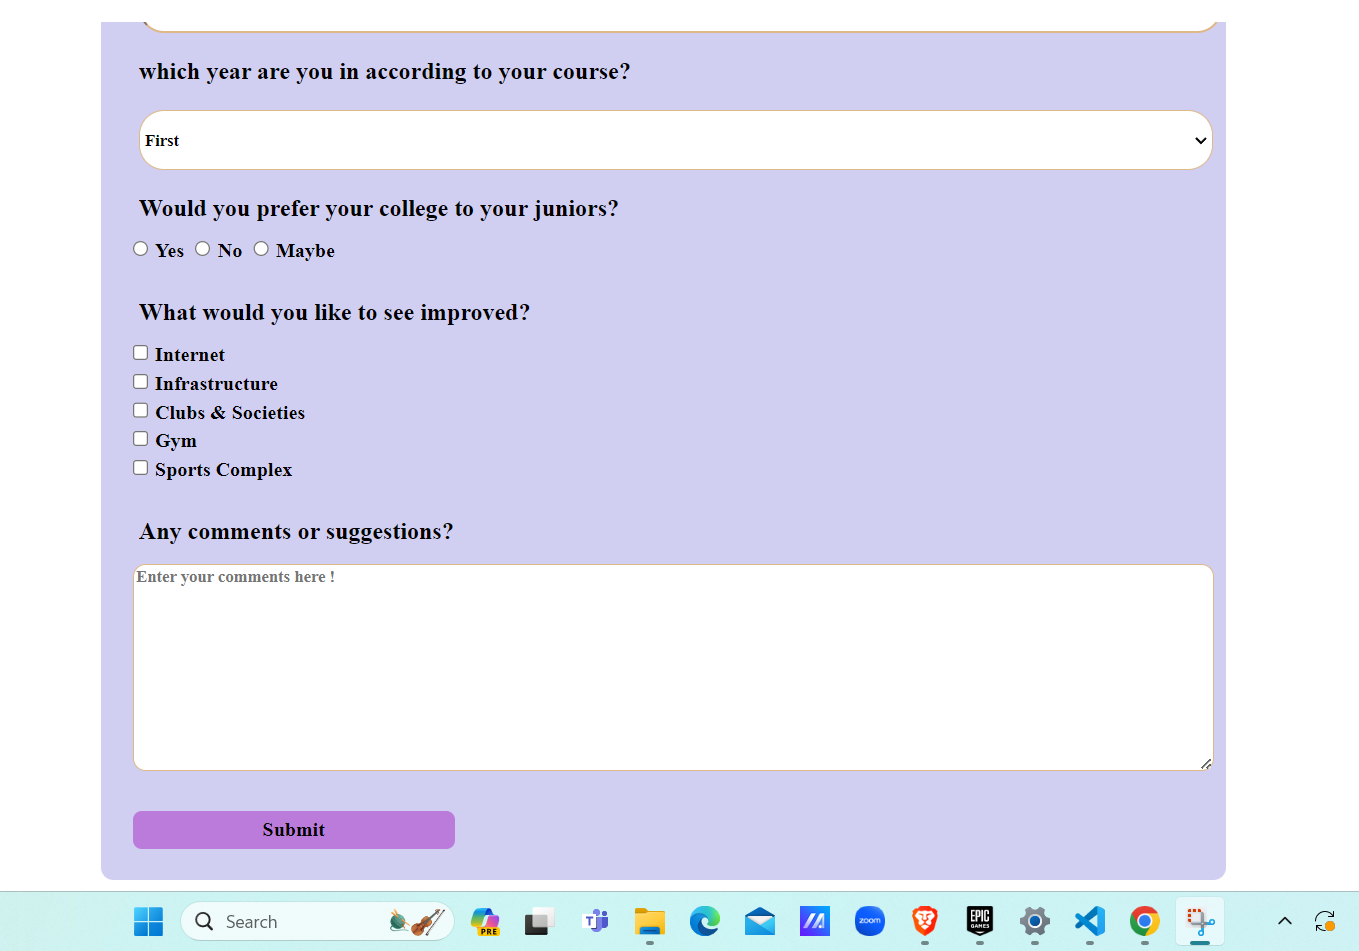 which year are you in according to your course?
First
Would you prefer your college to your juniors?
Yes No Maybe
What would you like to see improved?
Internet
Infrastructure
Clubs & Societies
Gym
Sports Complex
Any comments or suggestions?
Enter your comments here !
Submit
Search
PRE
T
zoom
EPIC
GAMES